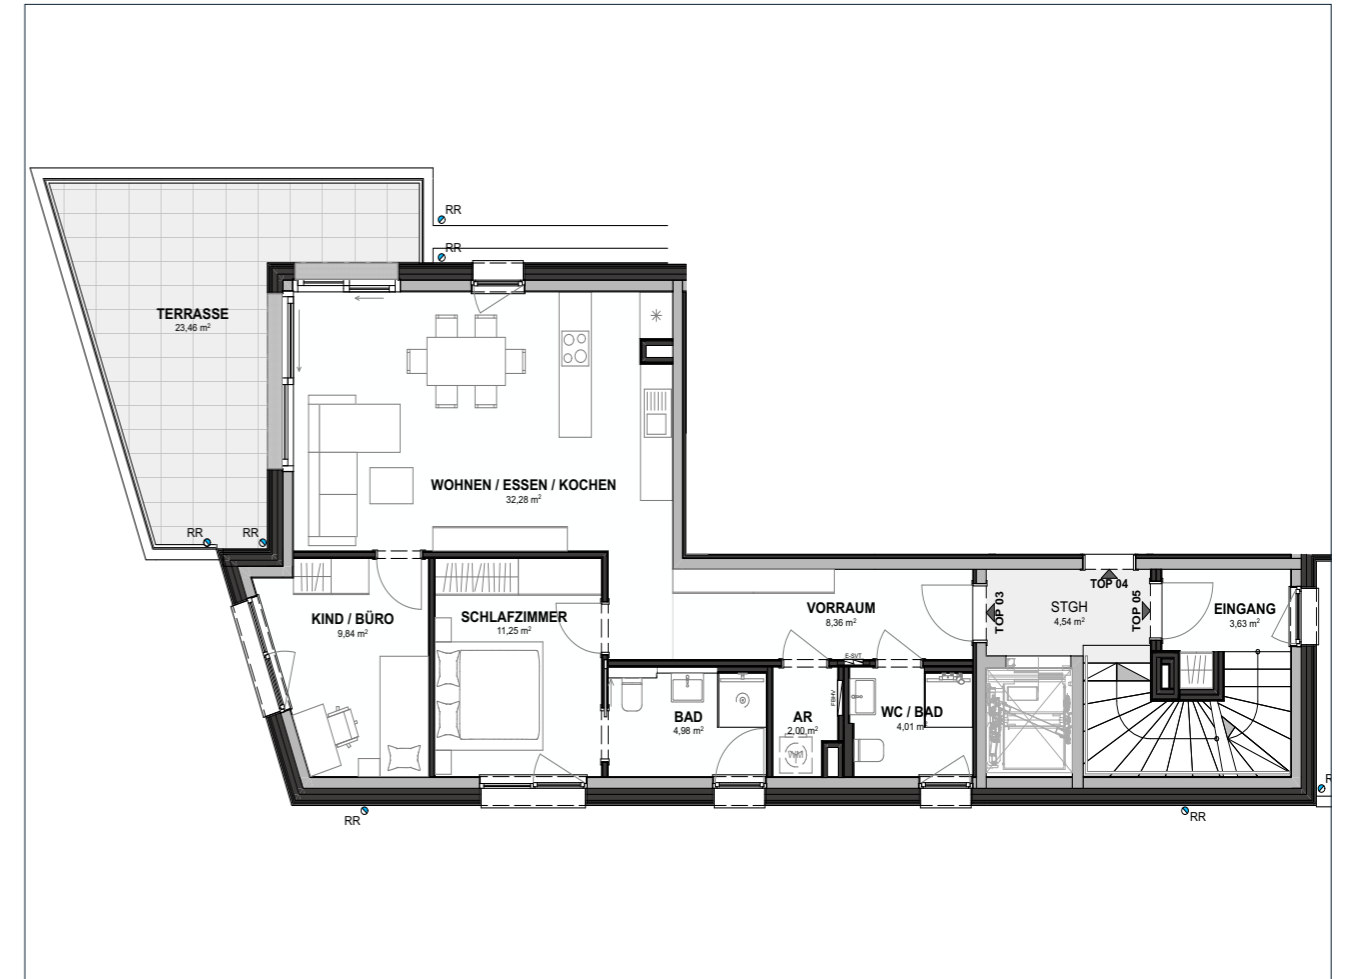 RR
RR
TERRASSE
23,46 m²
WOHNEN / ESSEN / KOCHEN
32,28 m²
RR
RR
KIND / BÜRO
9,84 m²
SCHLAFZIMMER
11,25 m²
VORRAUM
8,36 m²
TOP 03
STGH
4,54 m²
TOP 04
TOP 05
EINGANG
3,63 m²
E-SVT
FBHV
BAD
4,98 m²
AR
2,00 m²
WC / BAD
4,01 m²
RR
RR
R